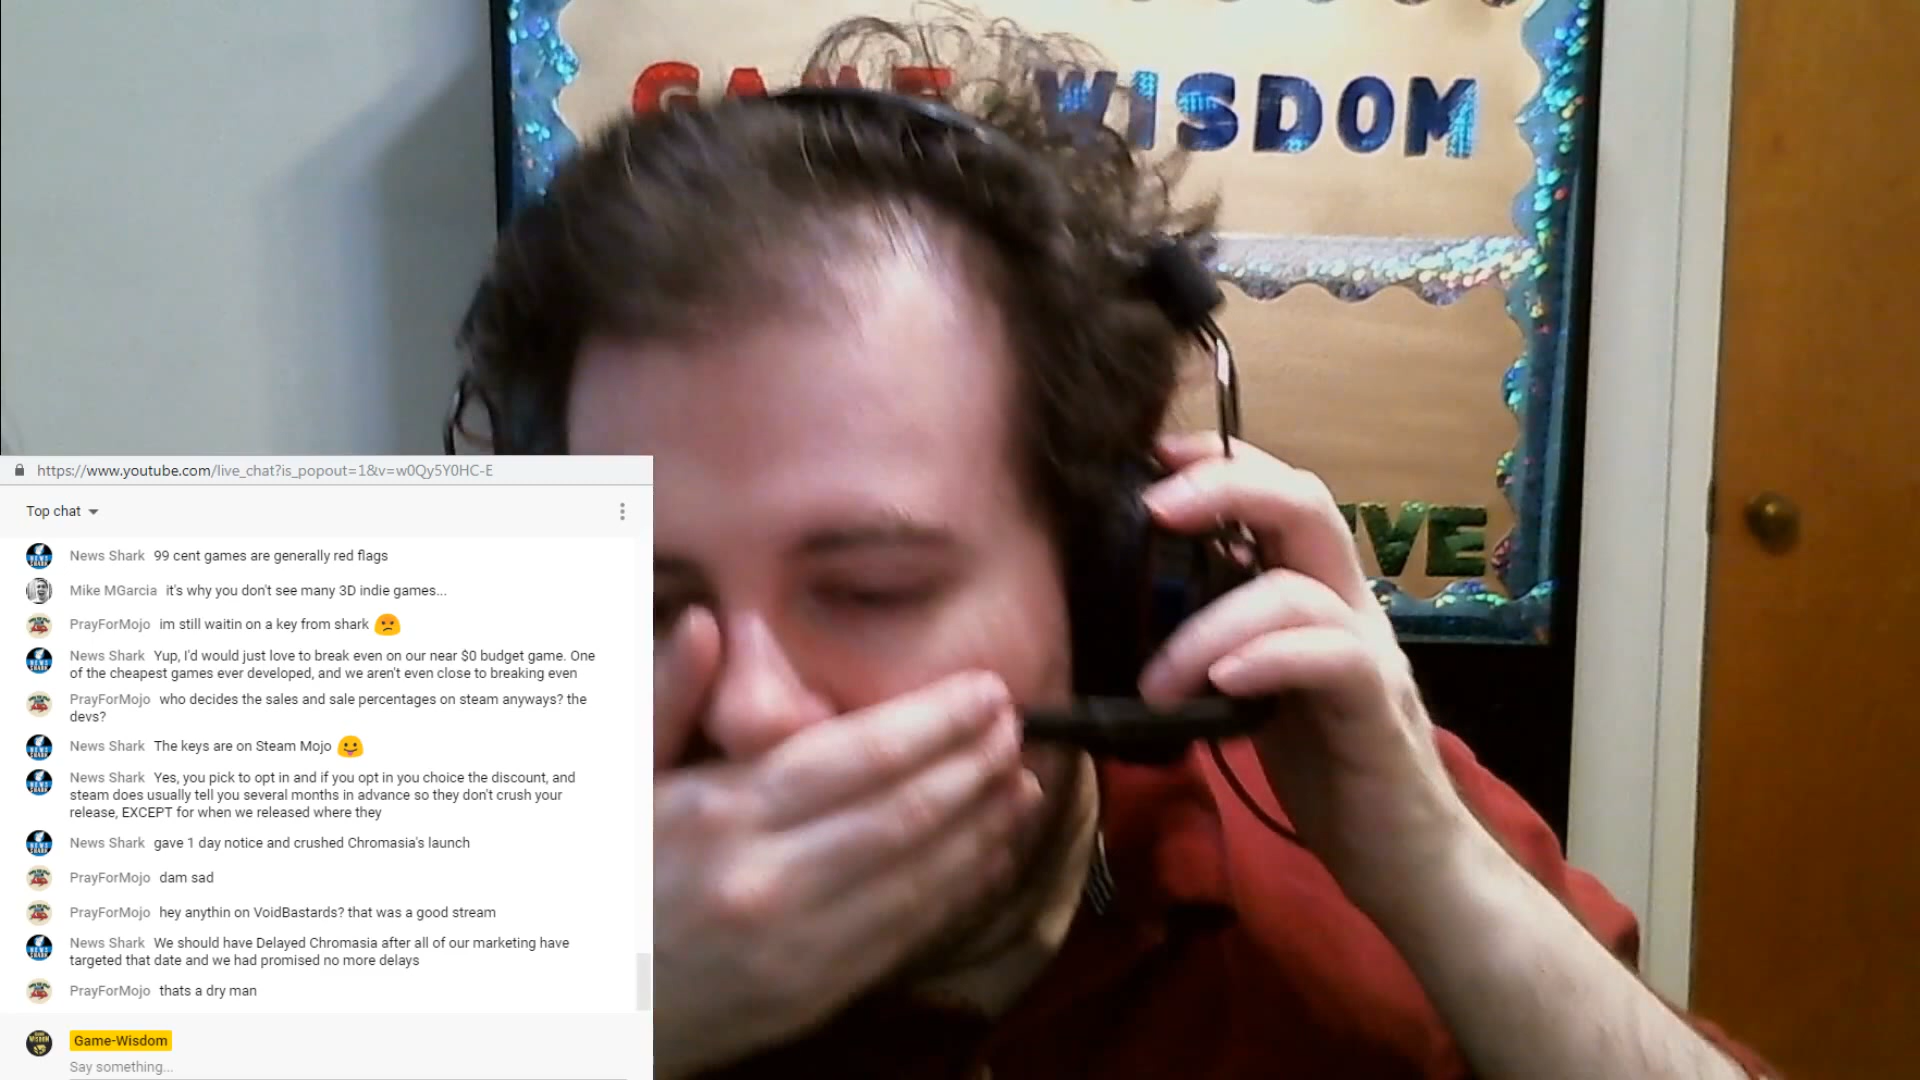 GAME WISDOM
IVE
https://www.youtube.com/live_chat?is_popout=1&v=w0Qy5Y0HC-E
Top chat
News Shark 99 cent games are generally red flags
Mike MGarcia it's why you don't see many 3D indie games...
PrayForMojo im still waitin on a key from shark
News Shark Yup, I'd would just love to break even on our near $0 budget game. One
of the cheapest games ever developed, and we aren't even close to breaking even
PrayForMojo who decides the sales and sale percentages on steam anyways? the
devs?
News Shark The keys are on Steam Mojo
News Shark Yes, you pick to opt in and if you opt in you choice the discount, and
steam does usually tell you several months in advance so they don't crush your
release, EXCEPT for when we released where they
News Shark gave 1 day notice and crushed Chromasia's launch
PrayForMojo dam sad
PrayForMojo hey anythin on VoidBastards? that was a good stream
News Shark We should have Delayed Chromasia after all of our marketing have
targeted that date and we had promised no more delays
PrayForMojo thats a dry man
Game-Wisdom
Say something...